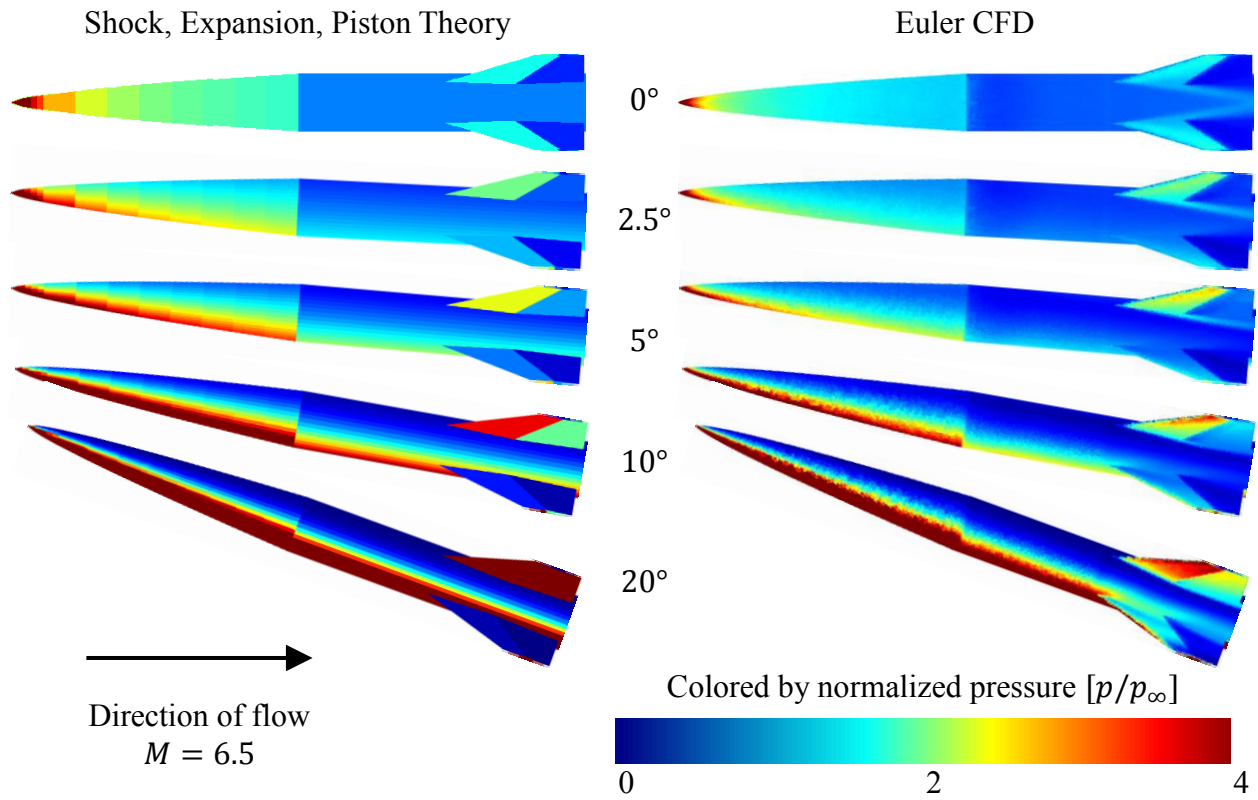 Shock, Expansion, Piston Theory
Euler CFD
0°
2.5°
5°
10°
20°
Direction of flow
M = 6.5
Colored by normalized pressure [p/p∞]
0 2 4